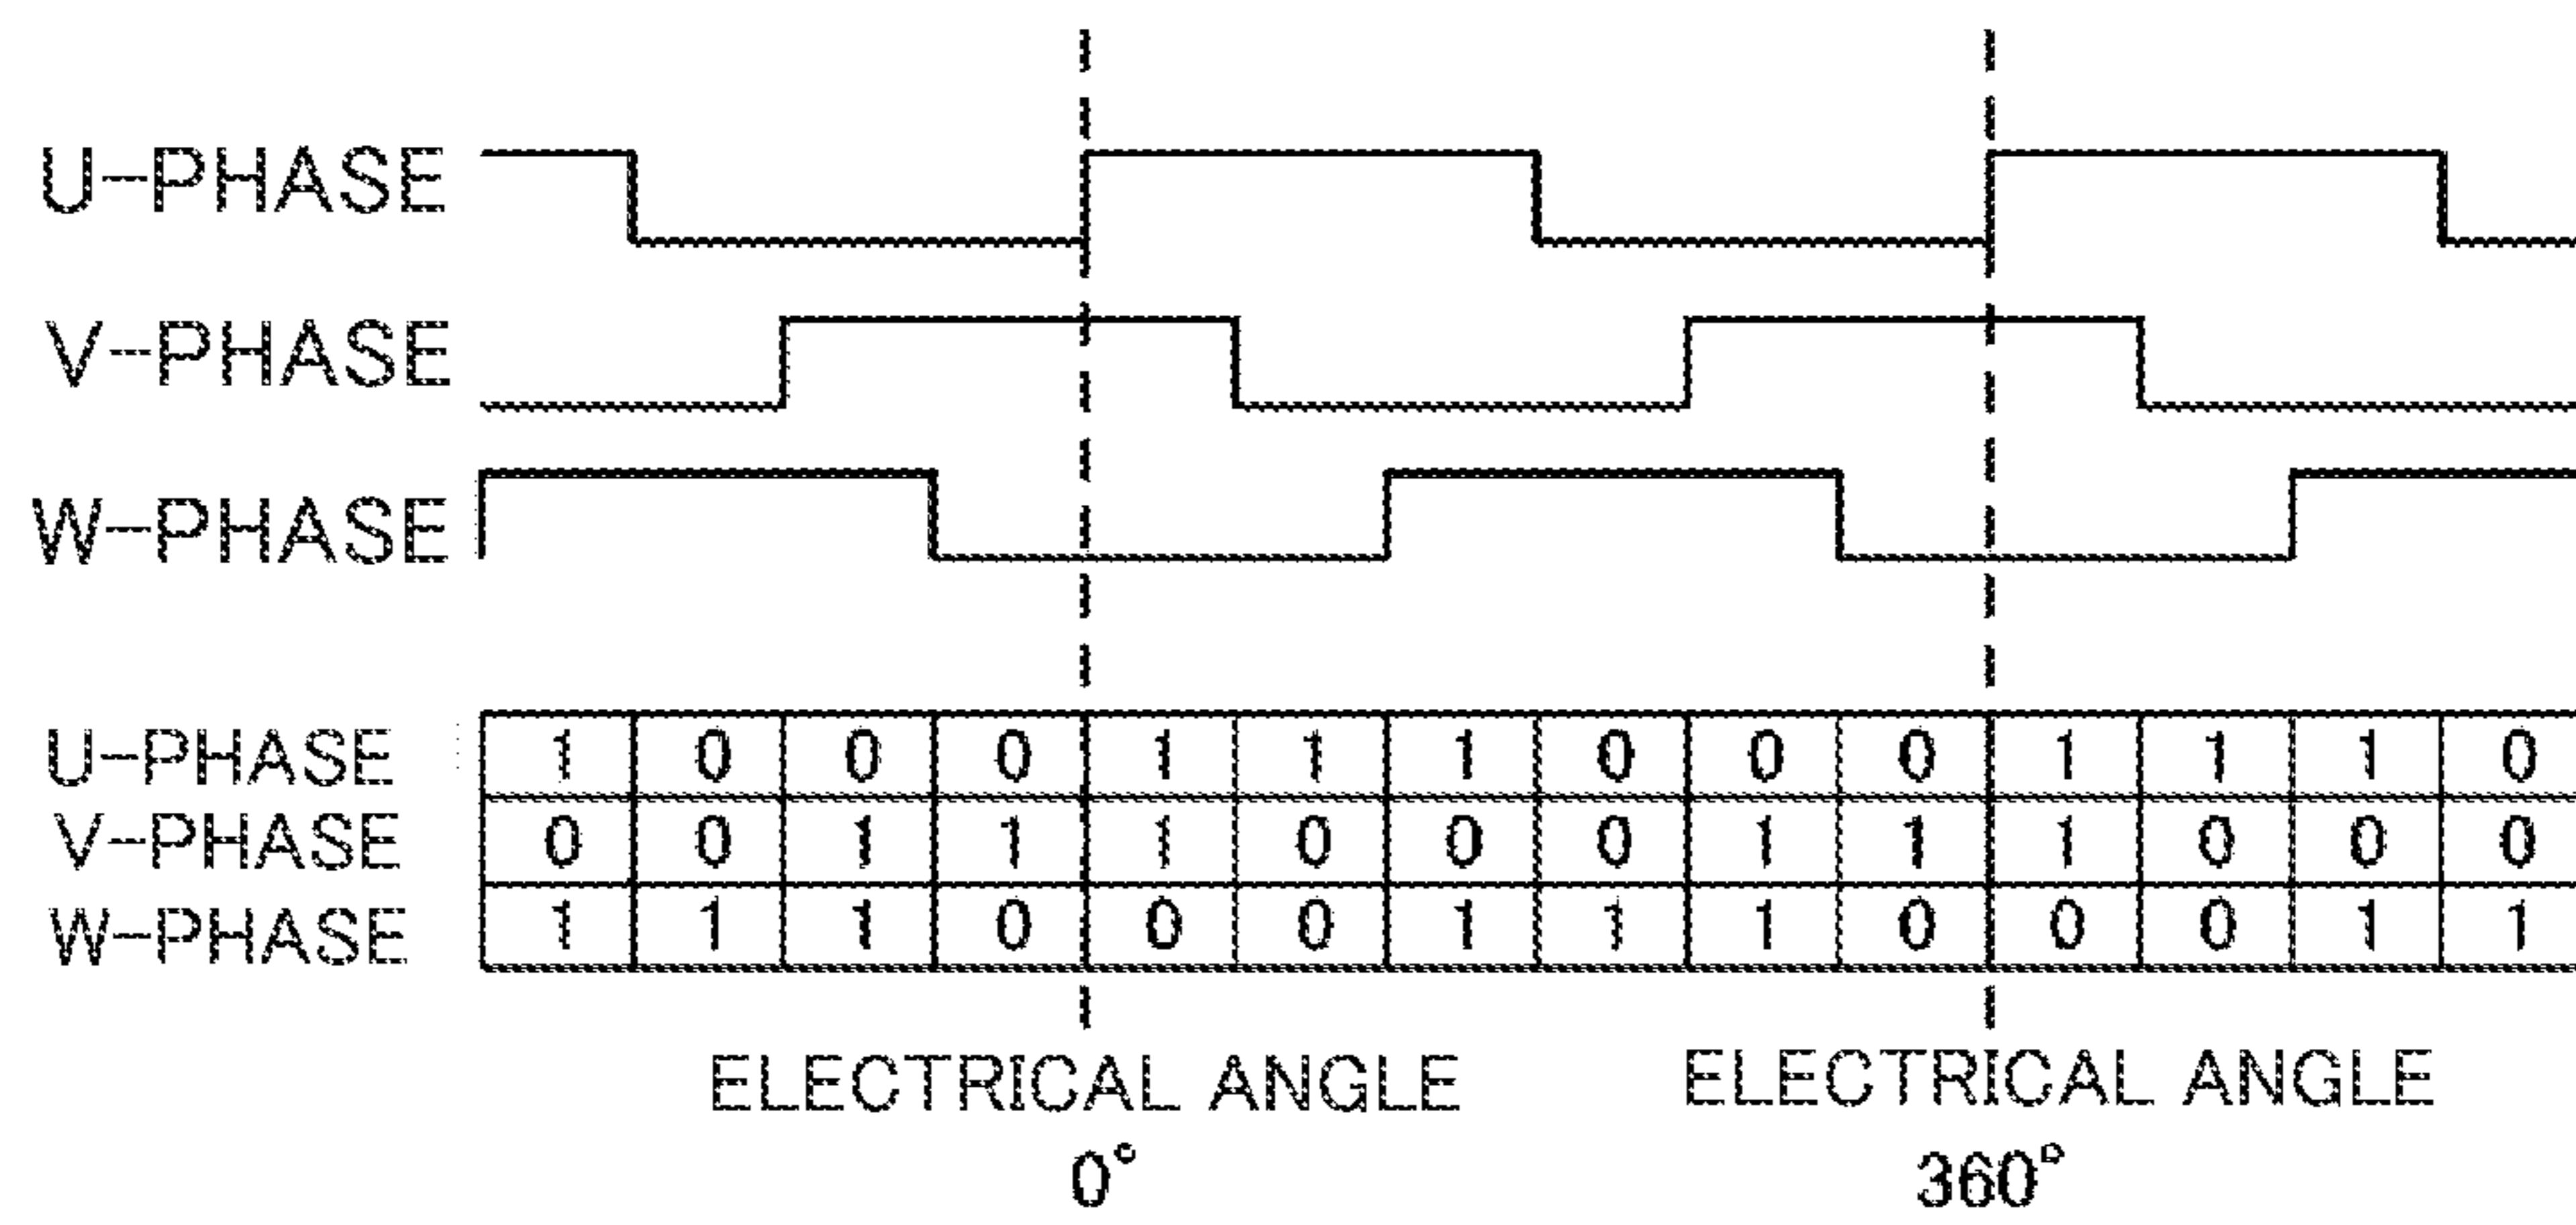 U-PHASE
V-PHASE
W-PHASE
U-PHASE 1 0 0 0 1 1 1 0 0 0 1 1 1 0
V-PHASE 0 0 1 1 1 0 0 0 1 1 1 0 0 0
W-PHASE 1 1 1 0 0 0 1 1 1 0 0 0 1 1
ELECTRICAL ANGLE ELECTRICAL ANGLE
0° 360°